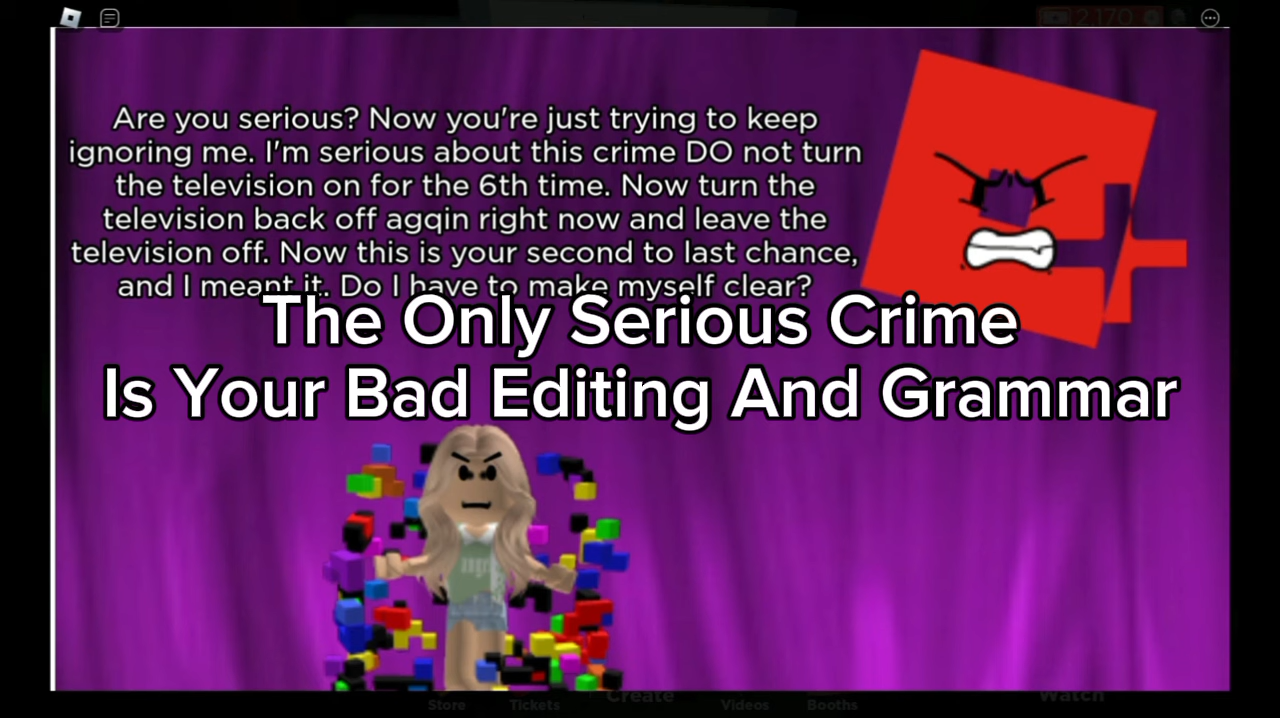 2,170
Are you serious? Now you're just trying to keep
ignoring me. I'm serious about this crime DO not turn
the television on for the 6th time. Now turn the
television back off agqin right now and leave the
television off. Now this is your second to last chance,
and I meant it. Do I have to make myself clear?
The Only Serious Crime
Is Your Bad Editing And Grammar
Store
Tickets
Create
Videos
Booths
Watch